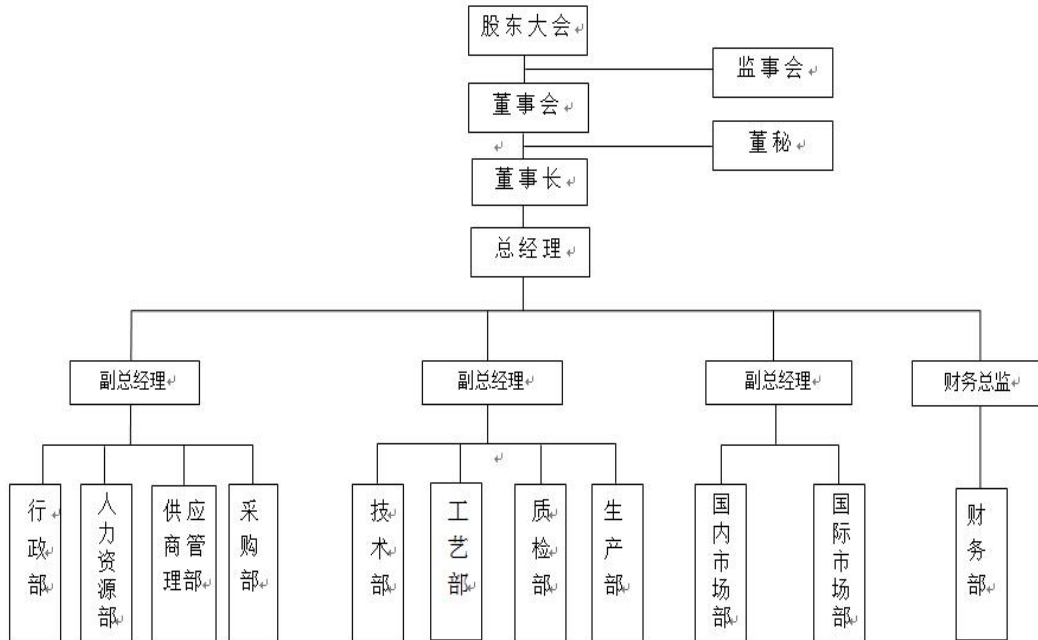 股东大会
监事会
董事会
董秘
董事长
总经理
副总经理
副总经理
副总经理
财务总监
行政部
人力资源部
供应商管理部
采购部
技术部
工艺部
质检部
生产部
国内市场部
国际市场部
财务部